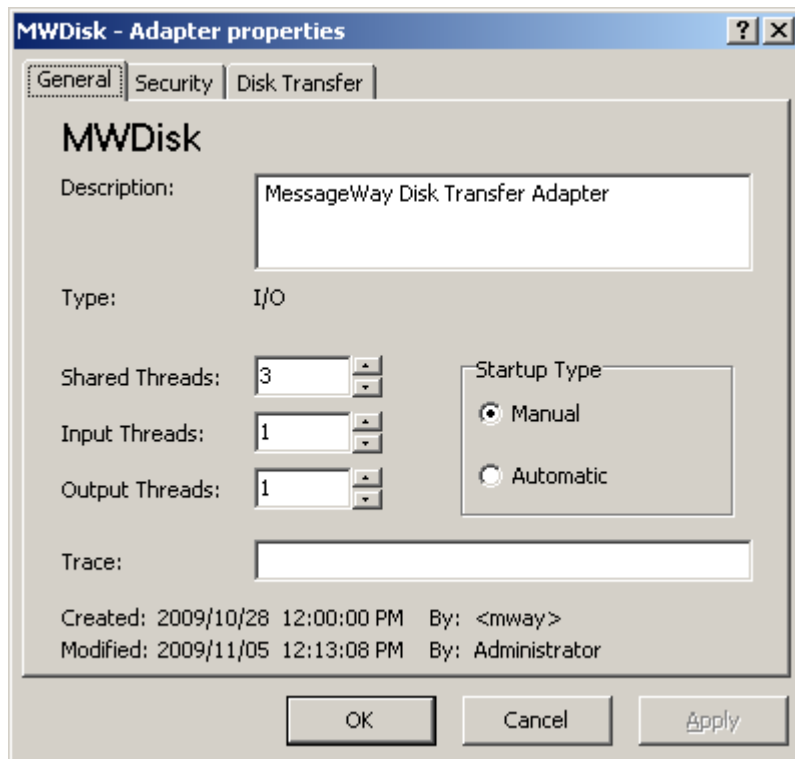 MWDisk - Adapter properties
General Security Disk Transfer
MWDisk
Description: MessageWay Disk Transfer Adapter
Type: I/O
Shared Threads: 3
Startup Type
Manual
Input Threads: 1
Automatic
Output Threads: 1
Trace:
Created: 2009/10/28 12:00:00 PM By: <mway>
Modified: 2009/11/05 12:13:08 PM By: Administrator
OK Cancel Apply